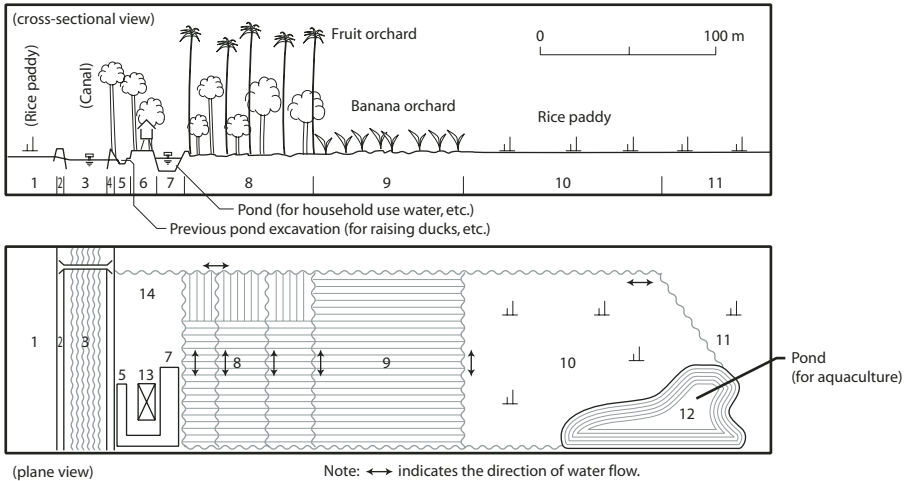 (cross-sectional view)
(Rice paddy)
(Canal)
Fruit orchard
0 100 m
Banana orchard
Rice paddy
1 2 3 4 5 6 7 8 9 10 11
Pond (for household use water, etc.)
Previous pond excavation (for raising ducks, etc.)
14
1 2 3
5 13 7
8 9 10 11
12
Pond
(for aquaculture)
(plane view)
Note: ↔ indicates the direction of water flow.